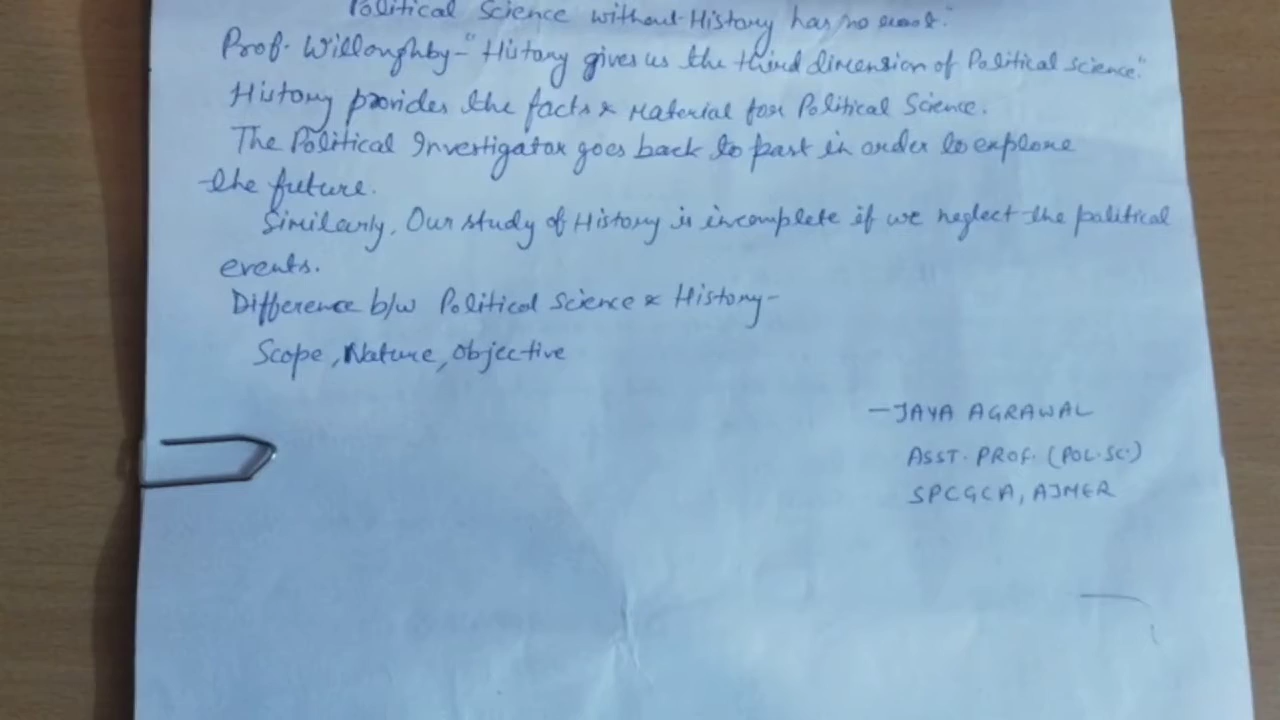 Political Science without History has no root."
Prof. Willoughby - "History gives us the third dimension of Political science."
History provides the facts & Material for Political Science.
The Political Investigator goes back to past in order to explore
the future.
Similarly, Our study of History is incomplete if we neglect the political
events.
Difference b/w Political Science & History-
Scope, Nature, Objective
- JAYA AGRAWAL
ASST. PROF. (POL.SC.)
SPCGCA, AJMER